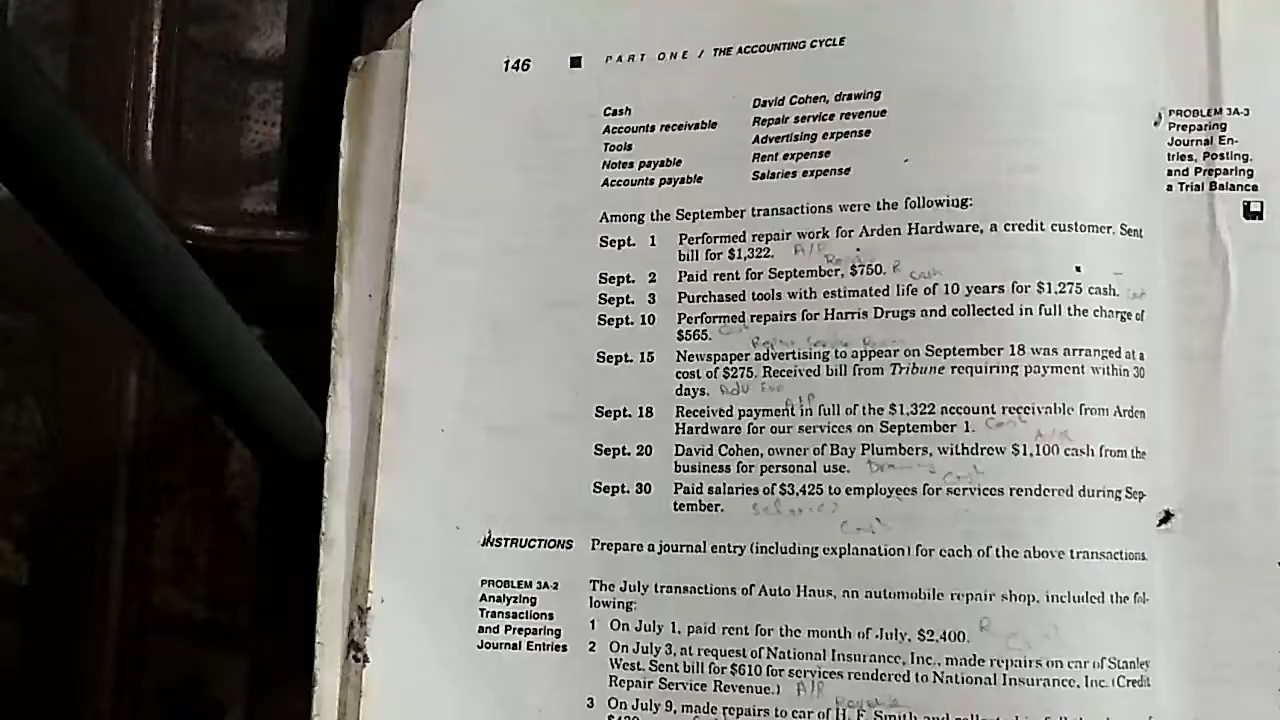 146 ■ PART ONE / THE ACCOUNTING CYCLE
Cash
Accounts receivable
Tools
Notes payable
Accounts payable
David Cohen, drawing
Repair service revenue
Advertising expense
Rent expense
Salaries expense
Among the September transactions were the following:
Sept. 1 Performed repair work for Arden Hardware, a credit customer. Sent
bill for $1,322. A/R
Sept. 2 Paid rent for September, $750. R Cash
Sept. 3 Purchased tools with estimated life of 10 years for $1,275 cash.
Sept. 10 Performed repairs for Harris Drugs and collected in full the charge of
$565. Cash
Repair Service
Sept. 15 Newspaper advertising to appear on September 18 was arranged at a
cost of $275. Received bill from Tribune requiring payment within 30
days. Adv Exp
A/P
Sept. 18 Received payment in full of the $1,322 account receivable from Arden
Hardware for our services on September 1. Cash
A/R
Sept. 20 David Cohen, owner of Bay Plumbers, withdrew $1,100 cash from the
business for personal use. Drawing Cash
Sept. 30 Paid salaries of $3,425 to employees for services rendered during Sep-
tember. Salaries
Cash
INSTRUCTIONS Prepare a journal entry (including explanation) for each of the above transactions.
PROBLEM 3A-2
Analyzing
Transactions
and Preparing
Journal Entries
The July transactions of Auto Haus, an automobile repair shop, included the fol-
lowing:
1 On July 1, paid rent for the month of July, $2,400. R
2 On July 3, at request of National Insurance, Inc., made repairs on car of Stanley
West. Sent bill for $610 for services rendered to National Insurance, Inc. (Credit
Repair Service Revenue.) A/R
3 On July 9, made repairs to car of H. F. Smith and
PROBLEM 3A-3
Preparing
Journal En-
tries, Posting,
and Preparing
a Trial Balance